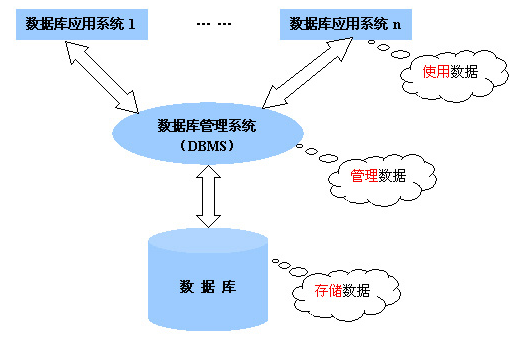 数据库应用系统 1
… …
数据库应用系统 n
使用数据
数据库管理系统
（DBMS）
管理数据
数 据 库
存储数据